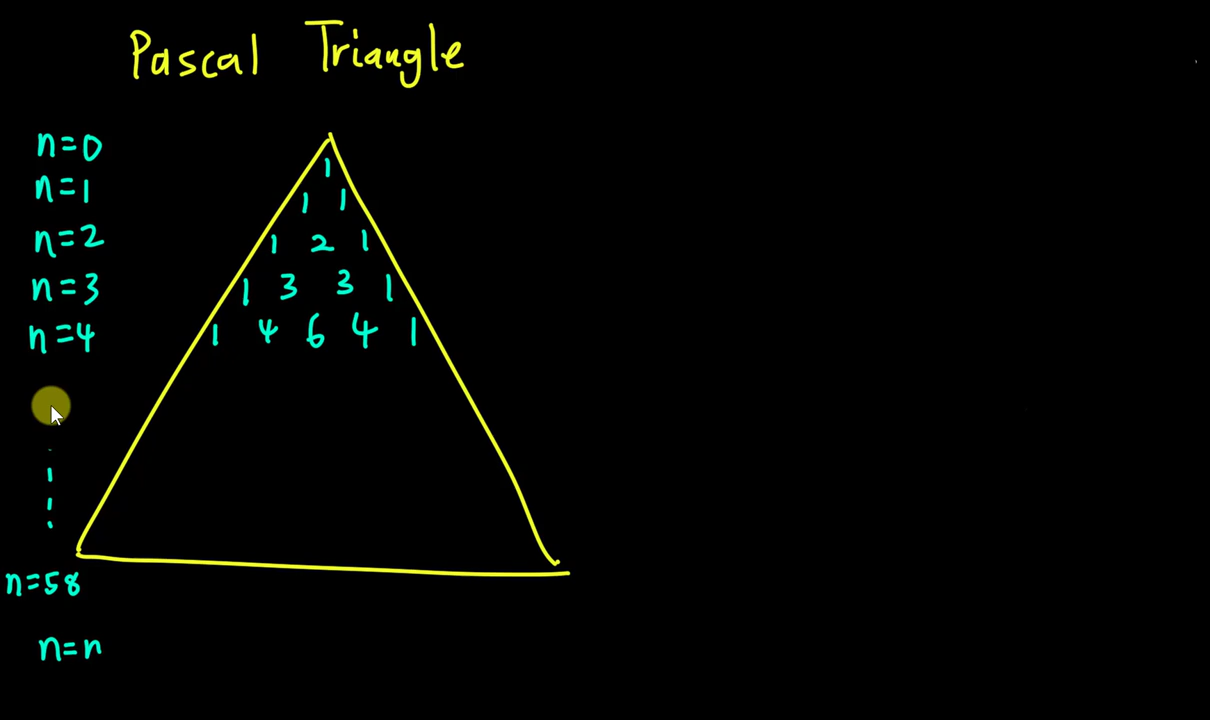 Pascal Triangle
n=0
1
n=1
1 1
n=2
1 2 1
n=3
1 3 3 1
n=4
1 4 6 4 1
n=58
n=n